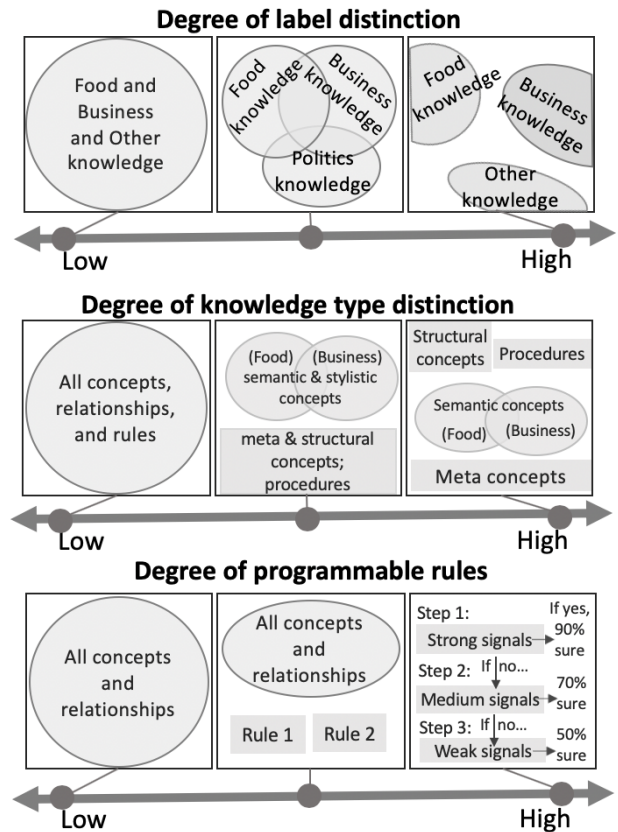 Degree of label distinction
Food and
Business
and Other
knowledge
Food
knowledge
Business
knowledge
Politics
knowledge
Food
knowledge
Business
knowledge
Other
knowledge
Low
High
Degree of knowledge type distinction
All concepts,
relationships,
and rules
(Food) (Business)
semantic & stylistic
concepts
meta & structural
concepts;
procedures
Structural
concepts
Procedures
Semantic concepts
(Food) (Business)
Meta concepts
Low
High
Degree of programmable rules
All concepts
and
relationships
All concepts
and
relationships
Rule 1
Rule 2
Step 1:
Strong signals
If yes,
90%
sure
Step 2: If no...
Medium signals
70%
sure
Step 3: If no...
Weak signals
50%
sure
Low
High